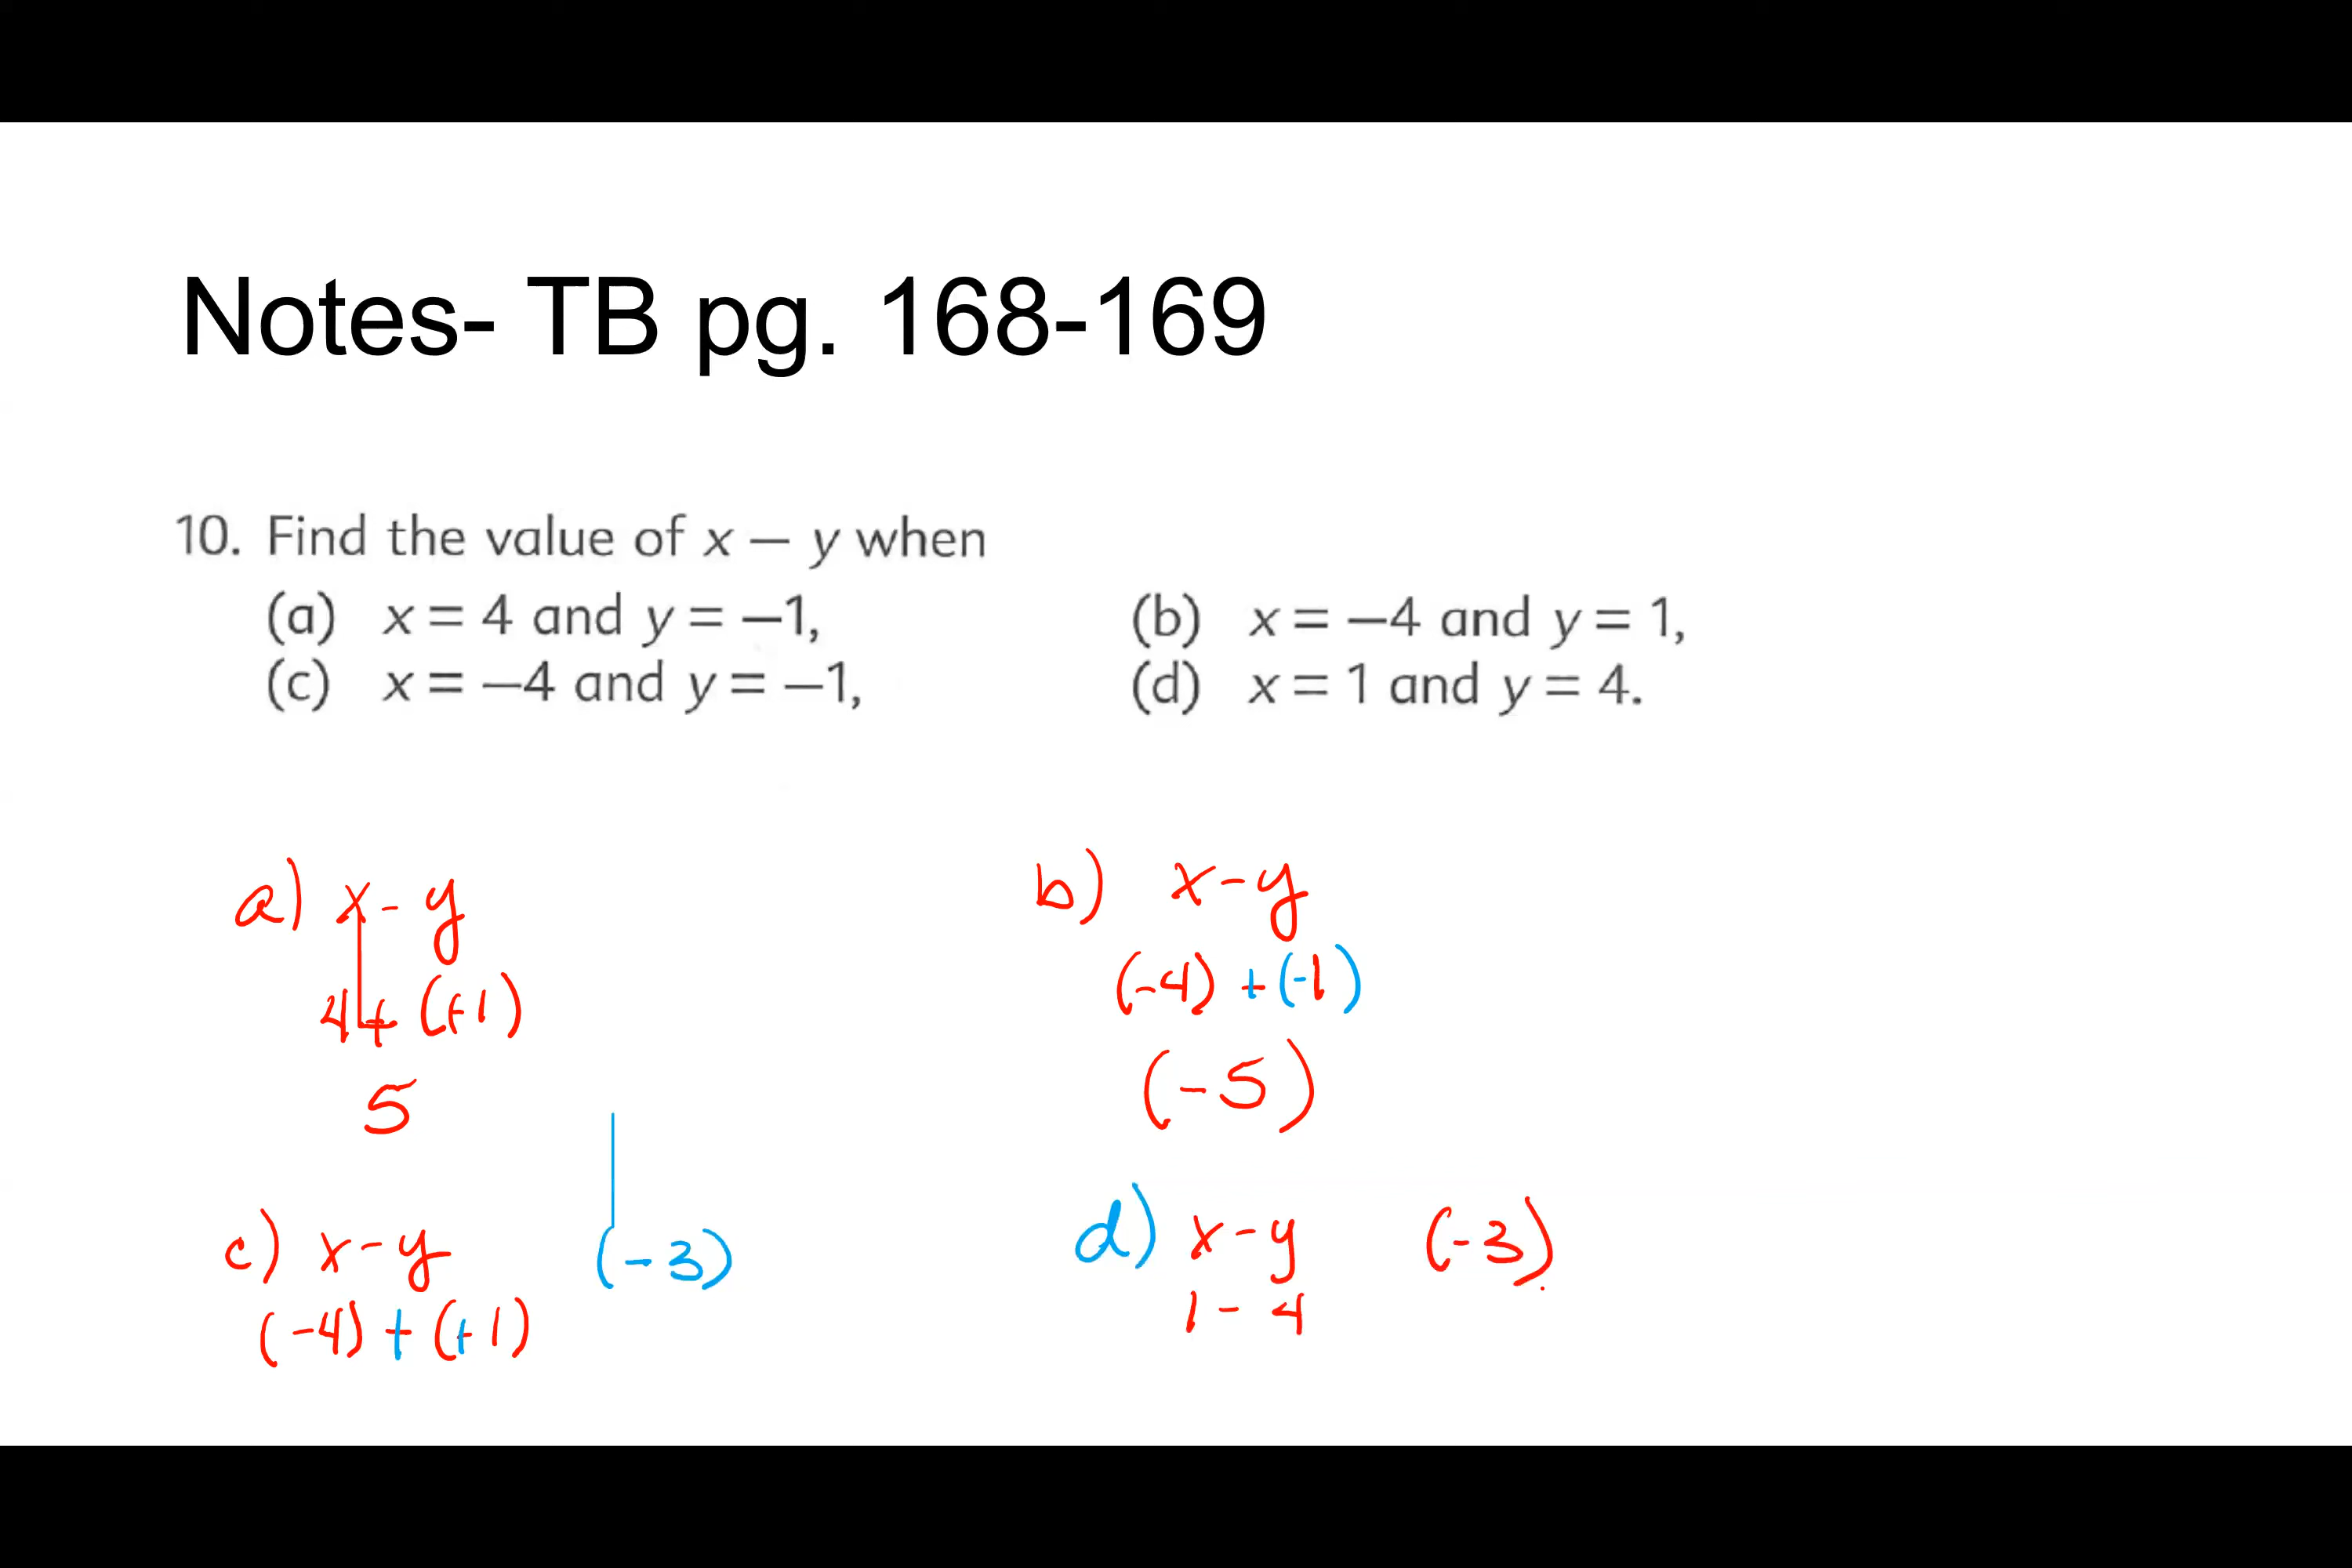 Notes- TB pg. 168-169
10. Find the value of x − y when
(a) x = 4 and y = −1,
(b) x = −4 and y = 1,
(c) x = −4 and y = −1,
(d) x = 1 and y = 4.
a) x - y
4 + (+1)
5
b) x - y
(-4) + (-1)
(-5)
c) x - y (-3)
(-4) + (+1)
d) x - y (-3)
1 - 4